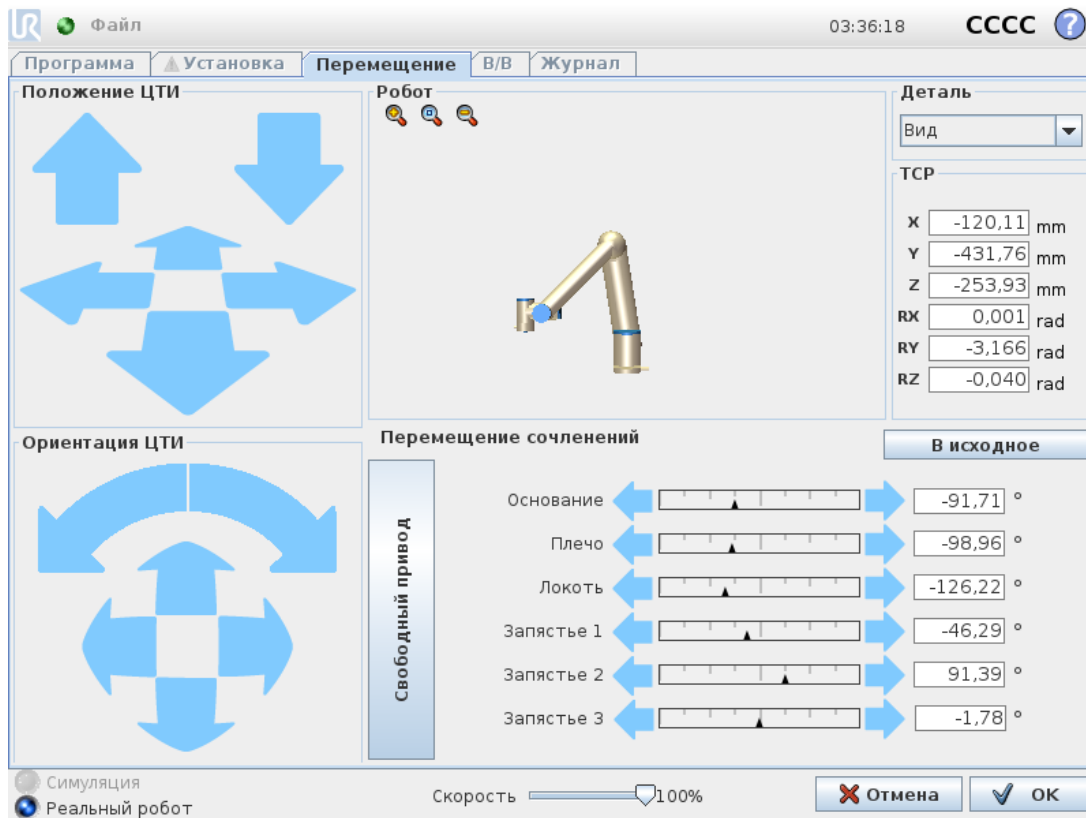 UR Файл 03:36:18 CCCC ?
Программа Установка Перемещение В/В Журнал
Положение ЦТИ
Робот
Деталь
Вид
TCP
X -120,11 mm
Y -431,76 mm
Z -253,93 mm
RX 0,001 rad
RY -3,166 rad
RZ -0,040 rad
Ориентация ЦТИ
Перемещение сочленений
В исходное
Свободный привод
Основание -91,71 °
Плечо -98,96 °
Локоть -126,22 °
Запястье 1 -46,29 °
Запястье 2 91,39 °
Запястье 3 -1,78 °
Симуляция
Реальный робот
Скорость 100%
Отмена
OK